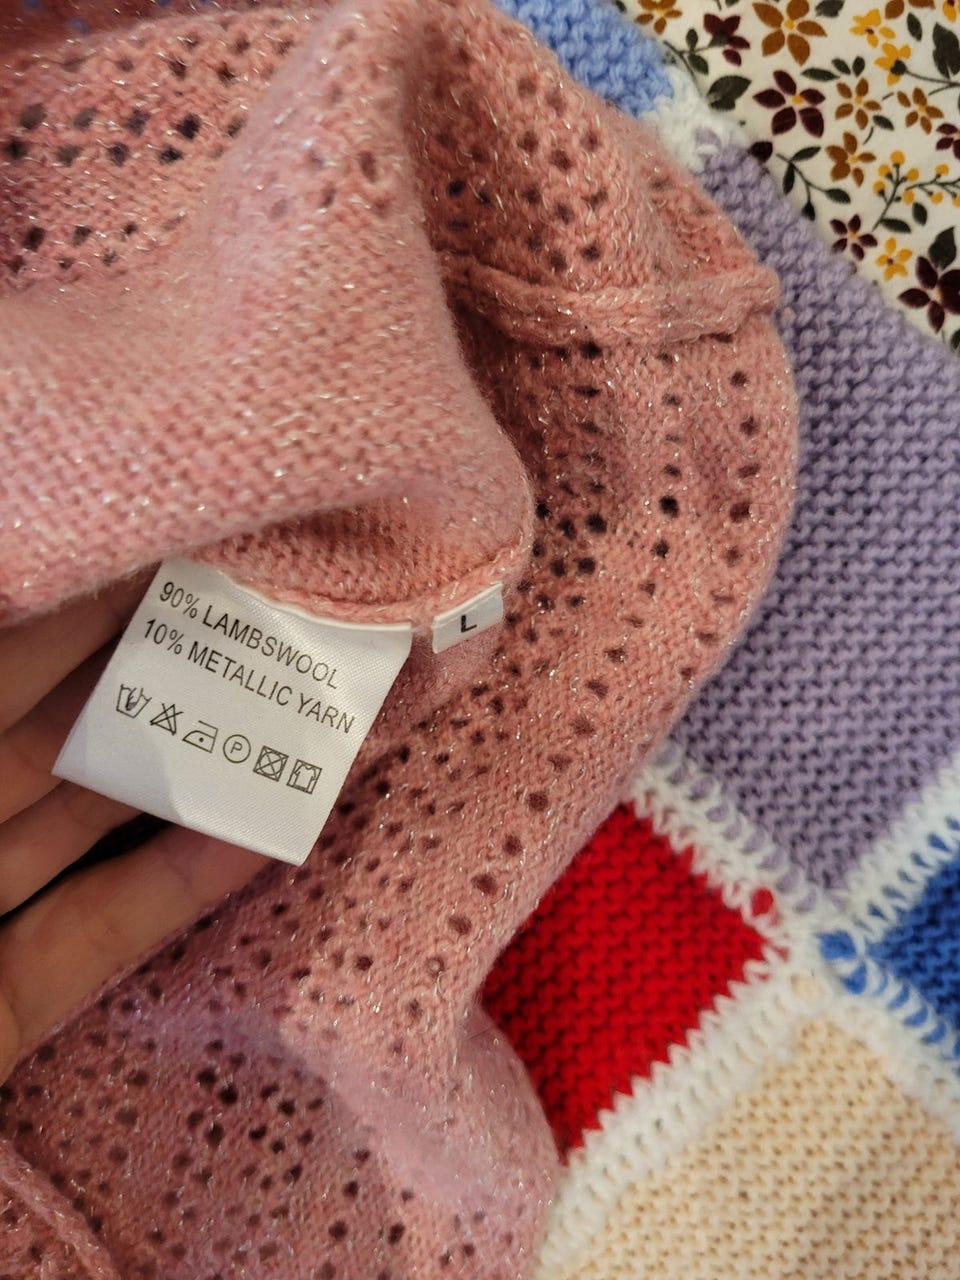 90% LAMBSWOOL
10% METALLIC YARN
P
L